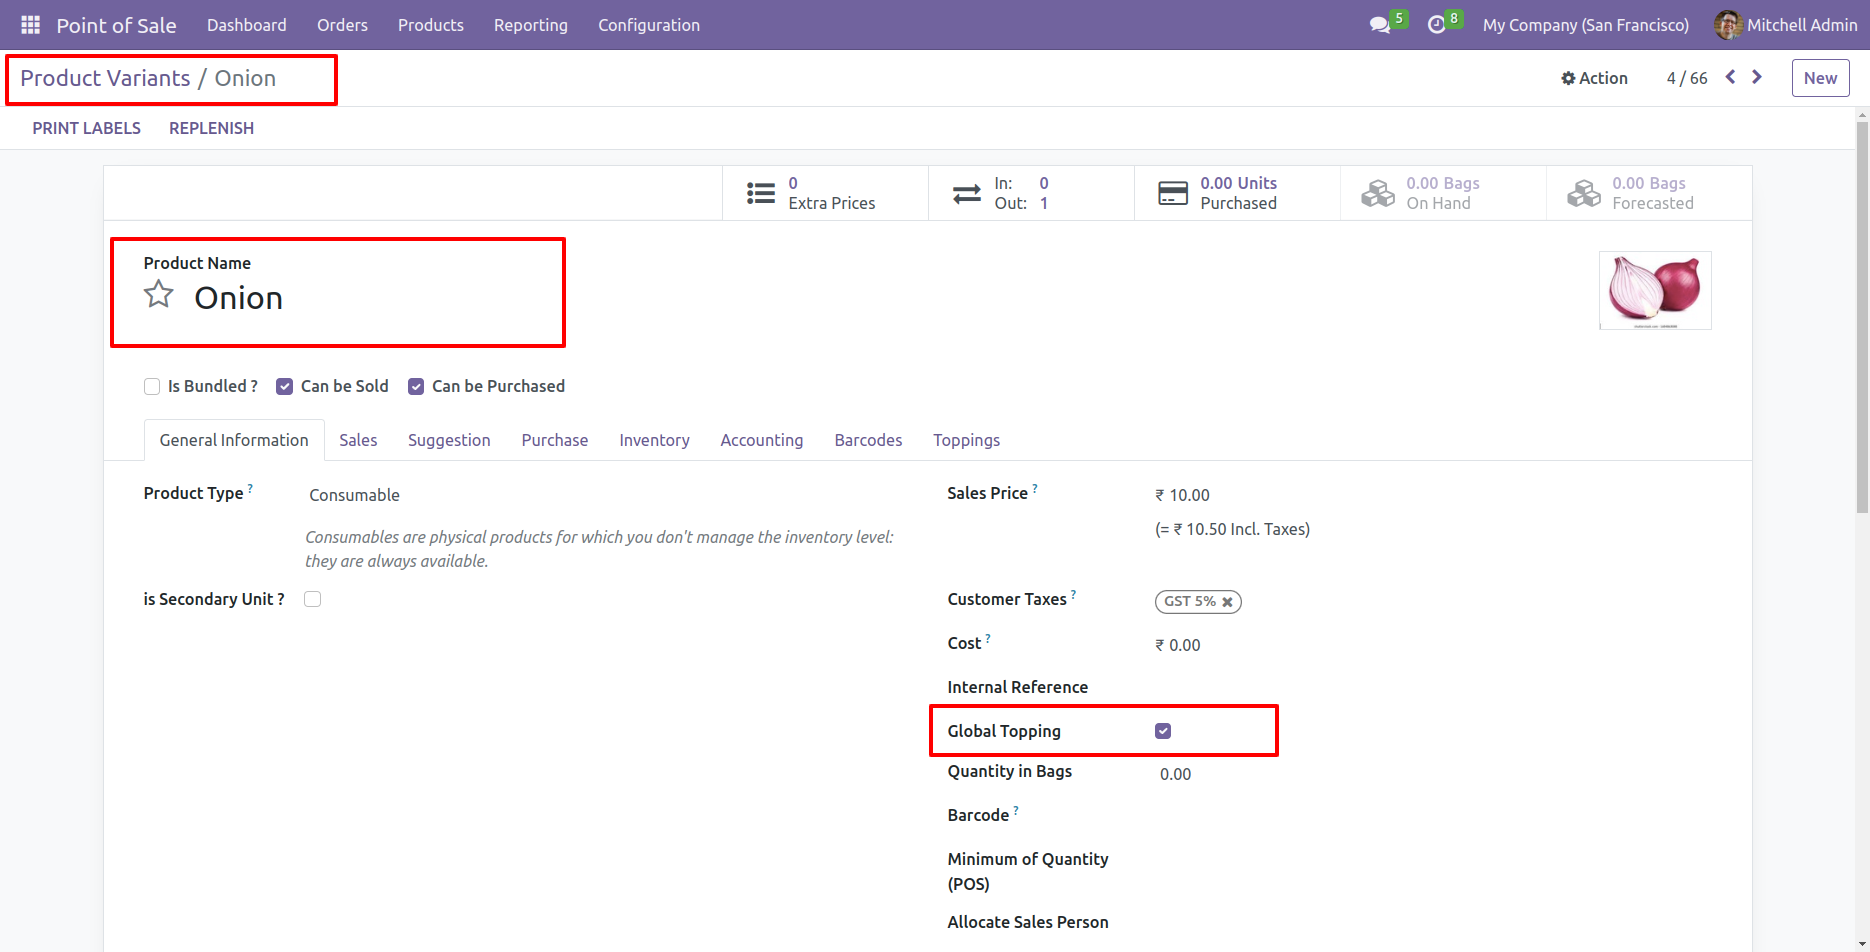 Point of Sale Dashboard Orders Products Reporting Configuration 5 8 My Company (San Francisco) Mitchell Admin
Product Variants / Onion Action 4 / 66 New
PRINT LABELS REPLENISH
0 Extra Prices
In: 0
Out: 1
0.00 Units
Purchased
0.00 Bags
On Hand
0.00 Bags
Forecasted
Product Name
Onion
Is Bundled ? Can be Sold Can be Purchased
General Information Sales Suggestion Purchase Inventory Accounting Barcodes Toppings
Product Type ? Consumable
Consumables are physical products for which you don't manage the inventory level:
they are always available.
is Secondary Unit ?
Sales Price ? ₹ 10.00
(= ₹ 10.50 Incl. Taxes)
Customer Taxes ? GST 5%
Cost ? ₹ 0.00
Internal Reference
Global Topping
Quantity in Bags 0.00
Barcode ?
Minimum of Quantity
(POS)
Allocate Sales Person